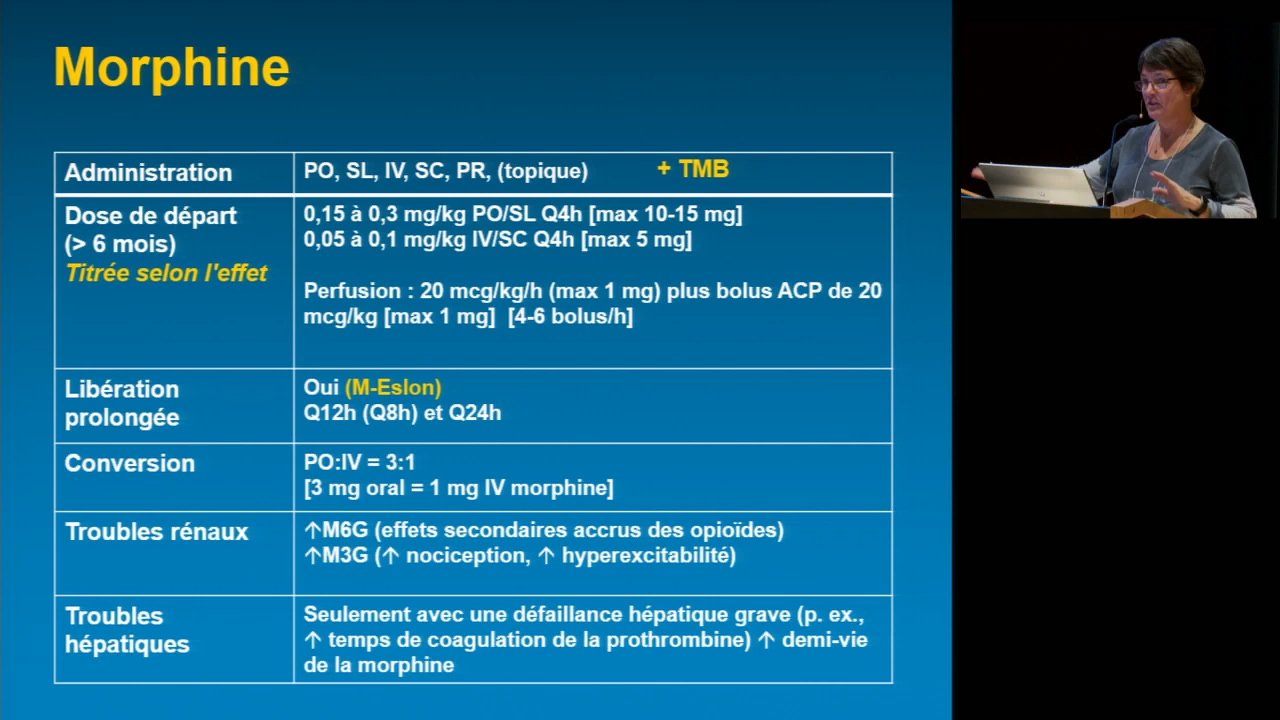 Morphine
Administration
PO, SL, IV, SC, PR, (topique) + TMB
Dose de départ
(> 6 mois)
Titrée selon l'effet
0,15 à 0,3 mg/kg PO/SL Q4h [max 10-15 mg]
0,05 à 0,1 mg/kg IV/SC Q4h [max 5 mg]
Perfusion : 20 mcg/kg/h (max 1 mg) plus bolus ACP de 20
mcg/kg [max 1 mg] [4-6 bolus/h]
Libération
prolongée
Oui (M-Eslon)
Q12h (Q8h) et Q24h
Conversion
PO:IV = 3:1
[3 mg oral = 1 mg IV morphine]
Troubles rénaux
↑M6G (effets secondaires accrus des opioïdes)
↑M3G (↑ nociception, ↑ hyperexcitabilité)
Troubles
hépatiques
Seulement avec une défaillance hépatique grave (p. ex.,
↑ temps de coagulation de la prothrombine) ↑ demi-vie
de la morphine